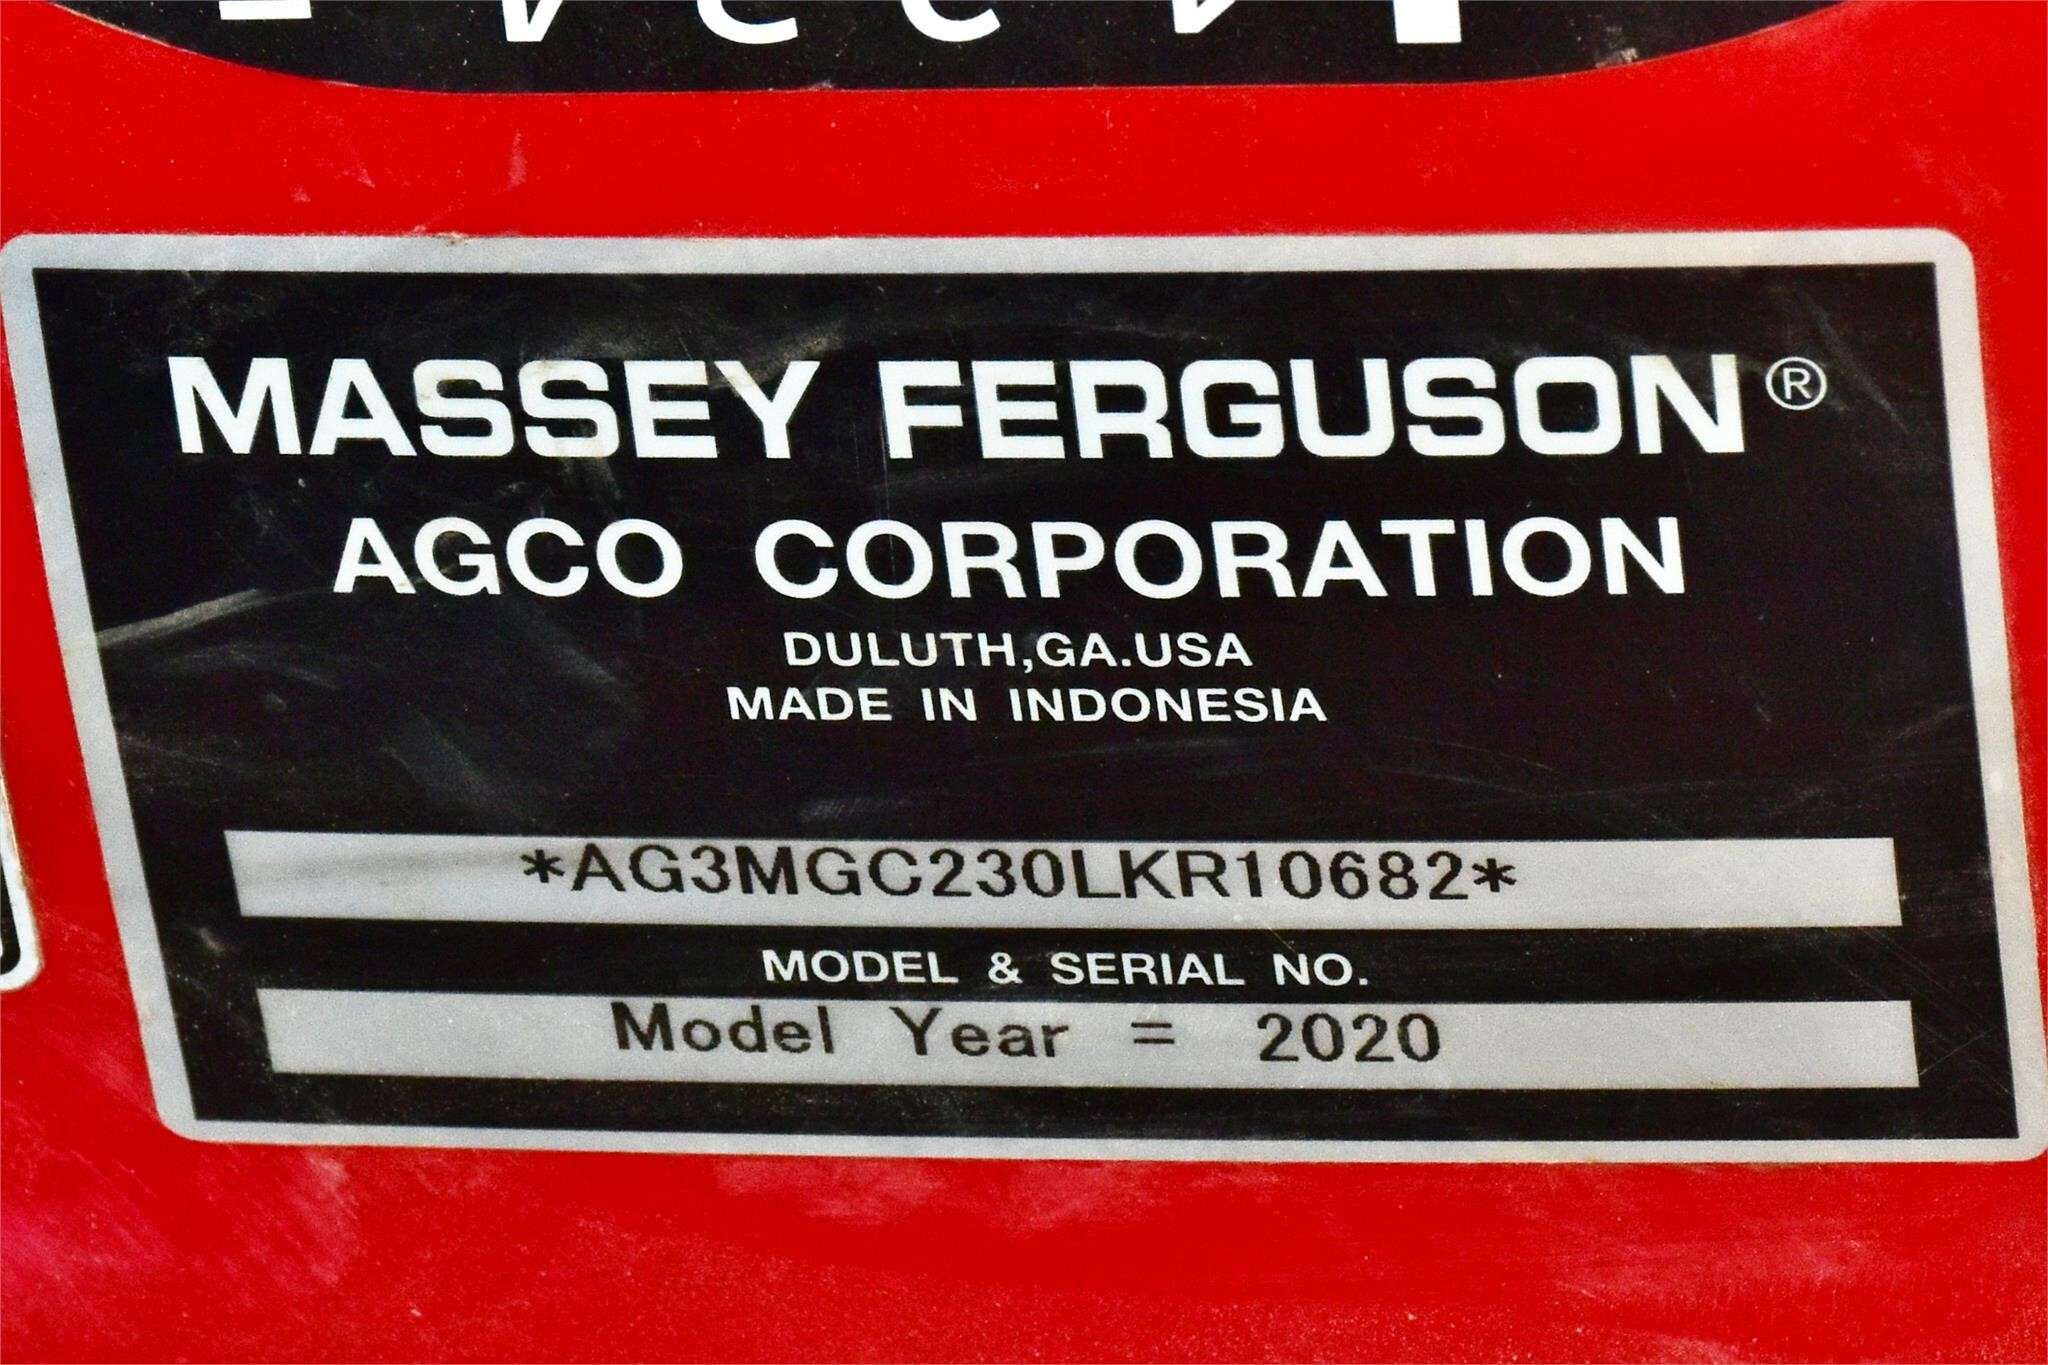 MASSEY FERGUSON®
AGCO CORPORATION
DULUTH,GA.USA
MADE IN INDONESIA
*AG3MGC230LKR10682*
MODEL & SERIAL NO.
Model Year = 2020